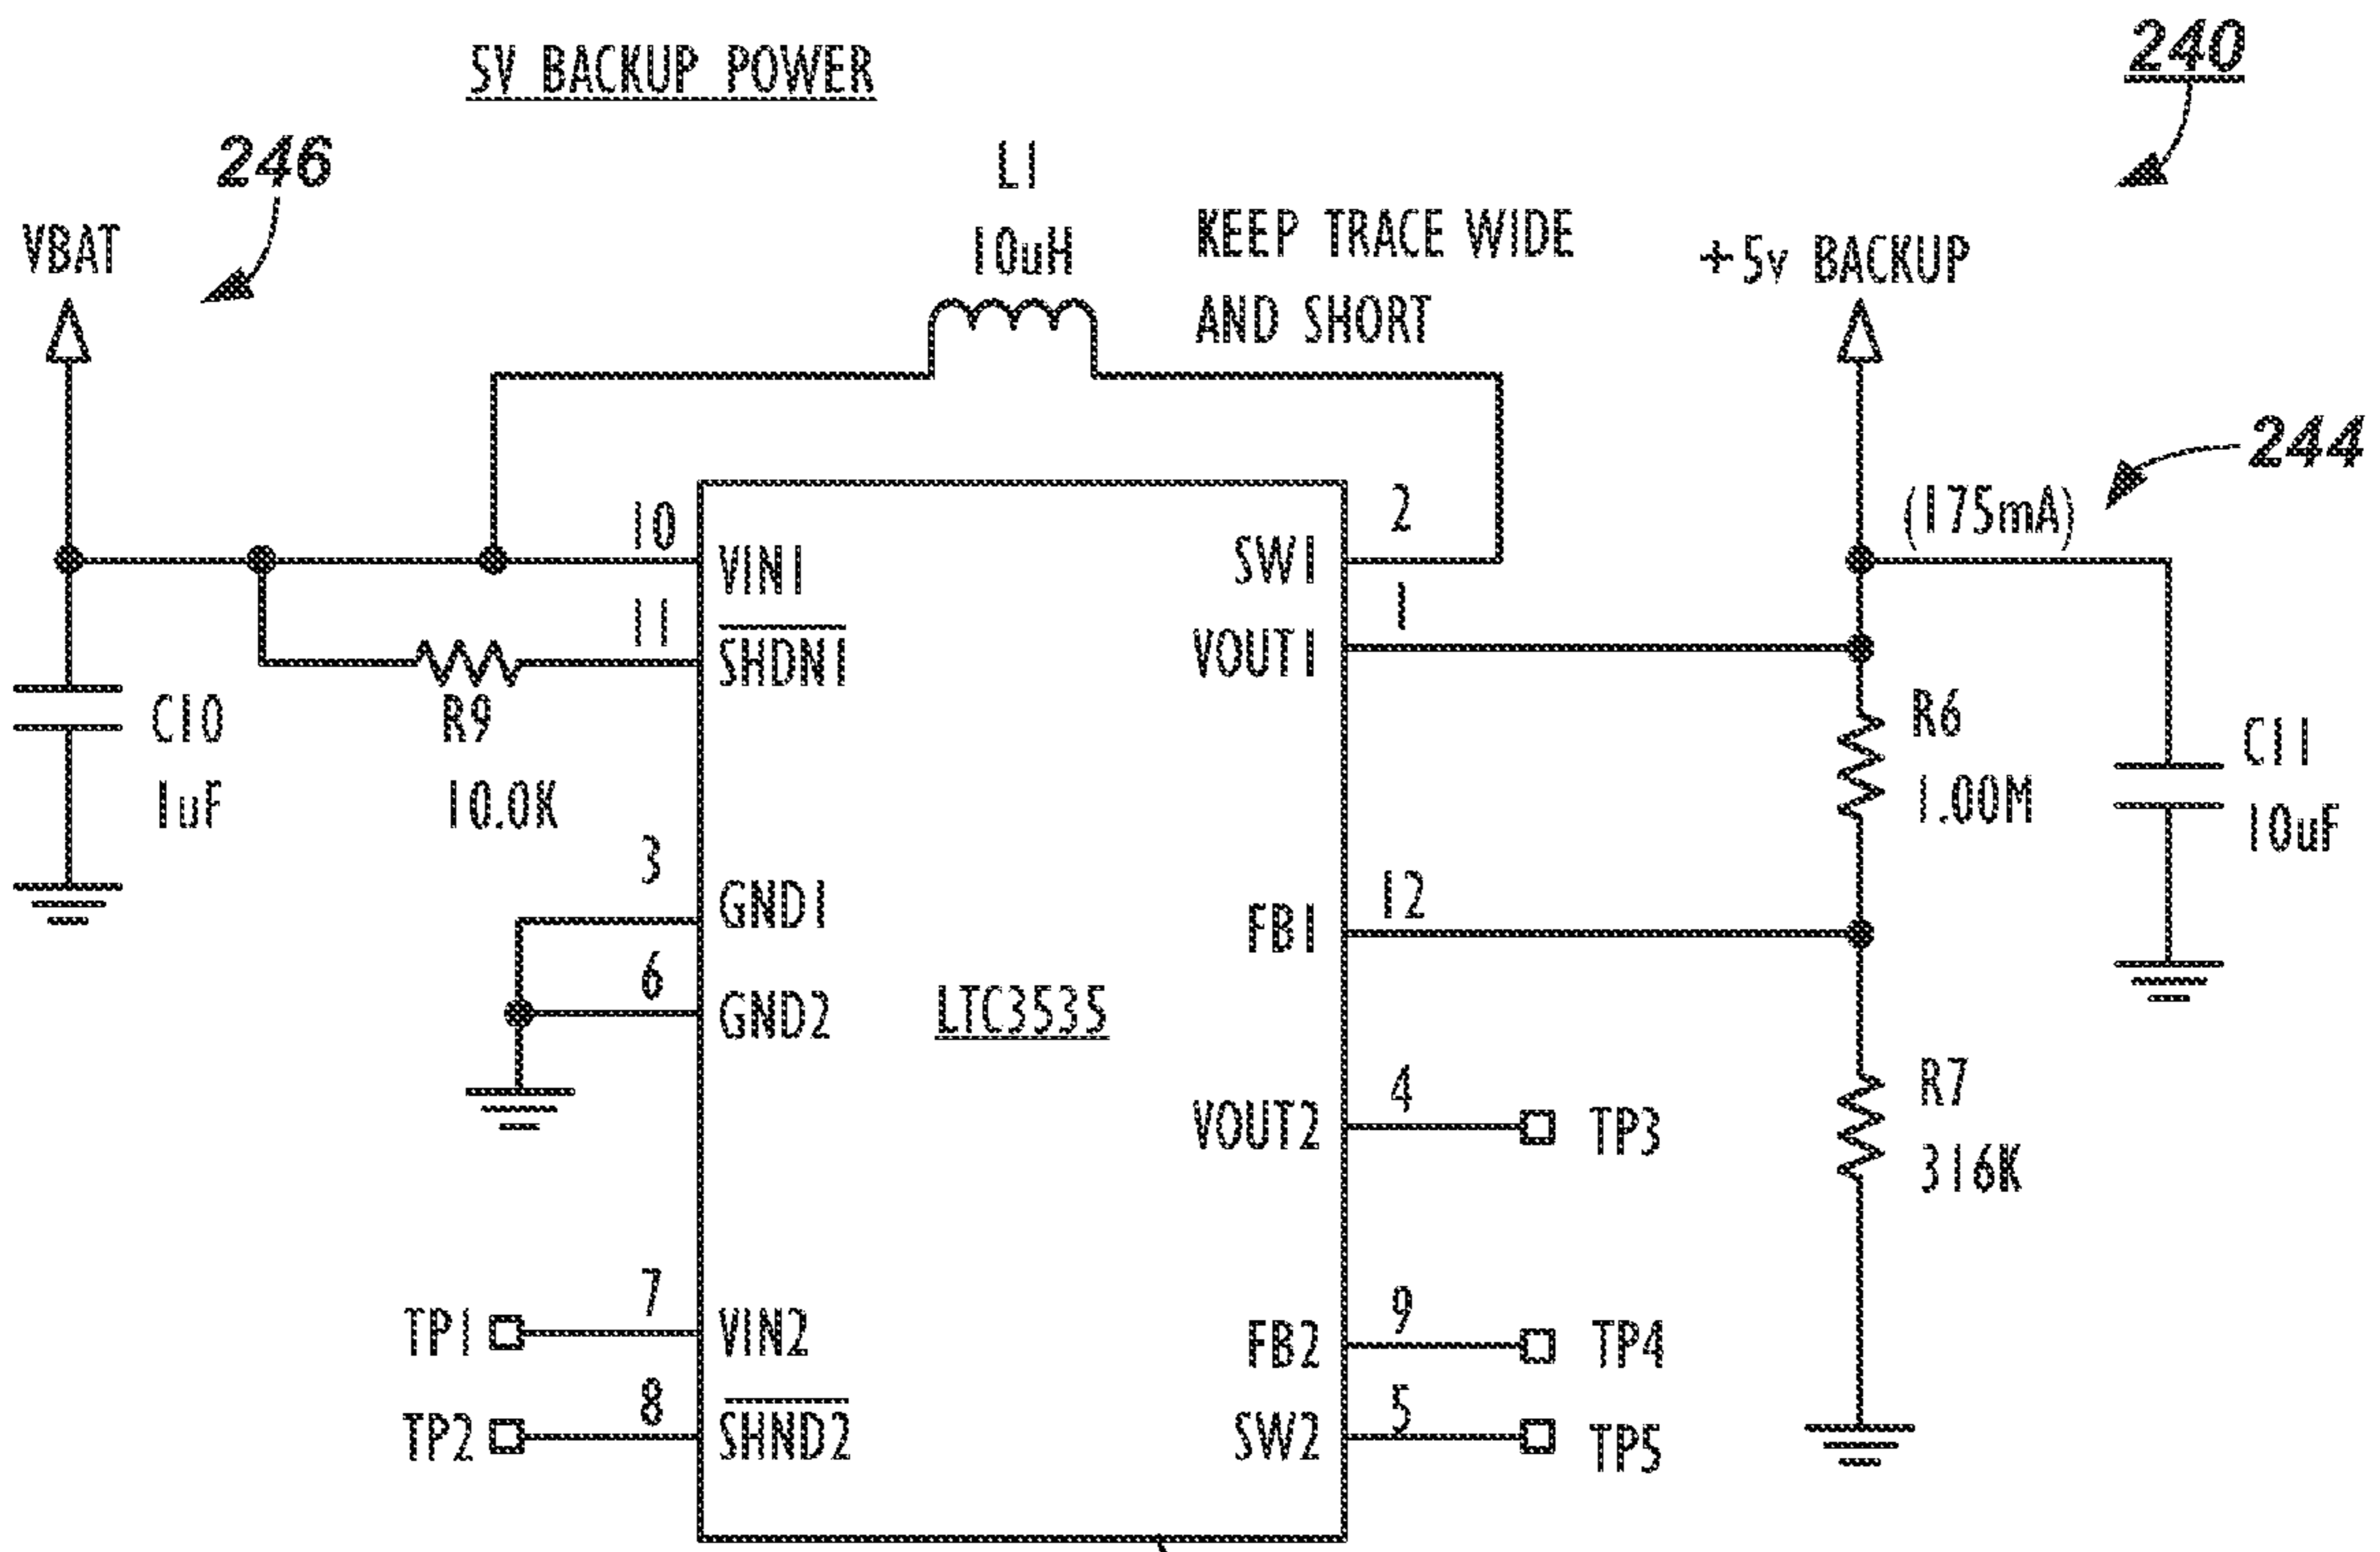 5V BACKUP POWER
240
246
L1
10uH
KEEP TRACE WIDE
AND SHORT
VBAT
+5v BACKUP
244
(175mA)
10
VIN1
SW1
2
11
SHDN1
VOUT1
1
C10
1uF
R9
10.0K
R6
1.00M
C11
10uF
3
GND1
FB1
12
6
GND2
LTC3535
VOUT2
4
TP3
R7
316K
TP1
7
VIN2
FB2
9
TP4
TP2
8
SHND2
SW2
5
TP5